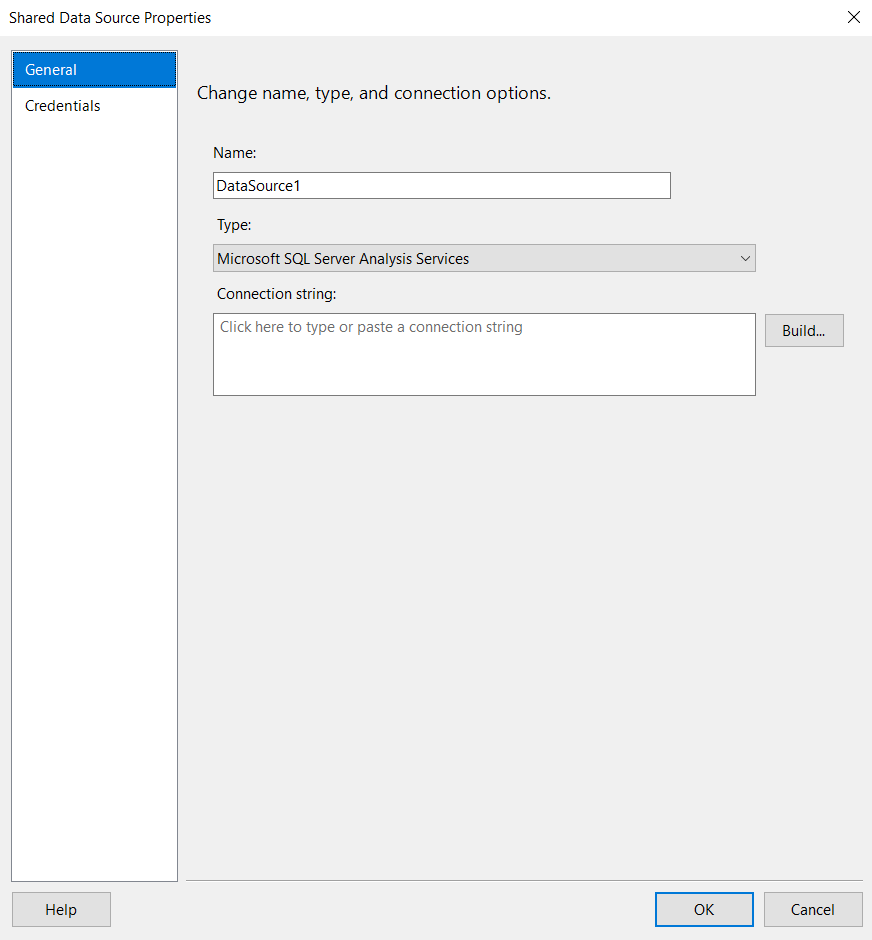 Shared Data Source Properties
General
Credentials
Change name, type, and connection options.
Name:
DataSource1
Type:
Microsoft SQL Server Analysis Services
Connection string:
Click here to type or paste a connection string
Build...
Help
OK
Cancel